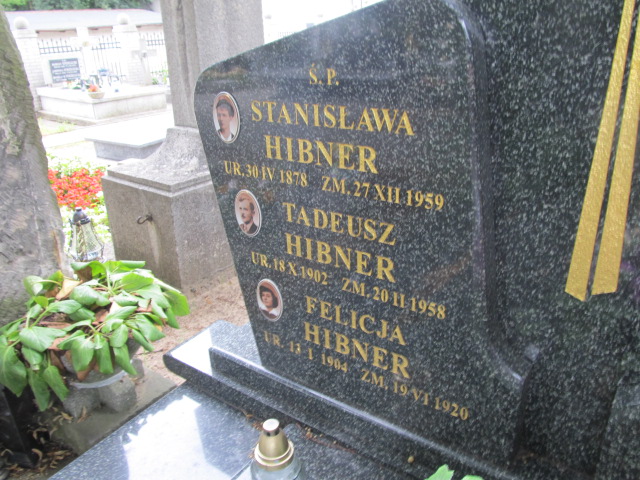 Ś. P.
STANISŁAWA
HIBNER
UR. 30 IV 1878 ZM. 27 XII 1959
TADEUSZ
HIBNER
UR. 18 X 1902 ZM. 20 II 1958
FELICJA
HIBNER
UR. 13 I 1904 ZM. 19 VI 1920